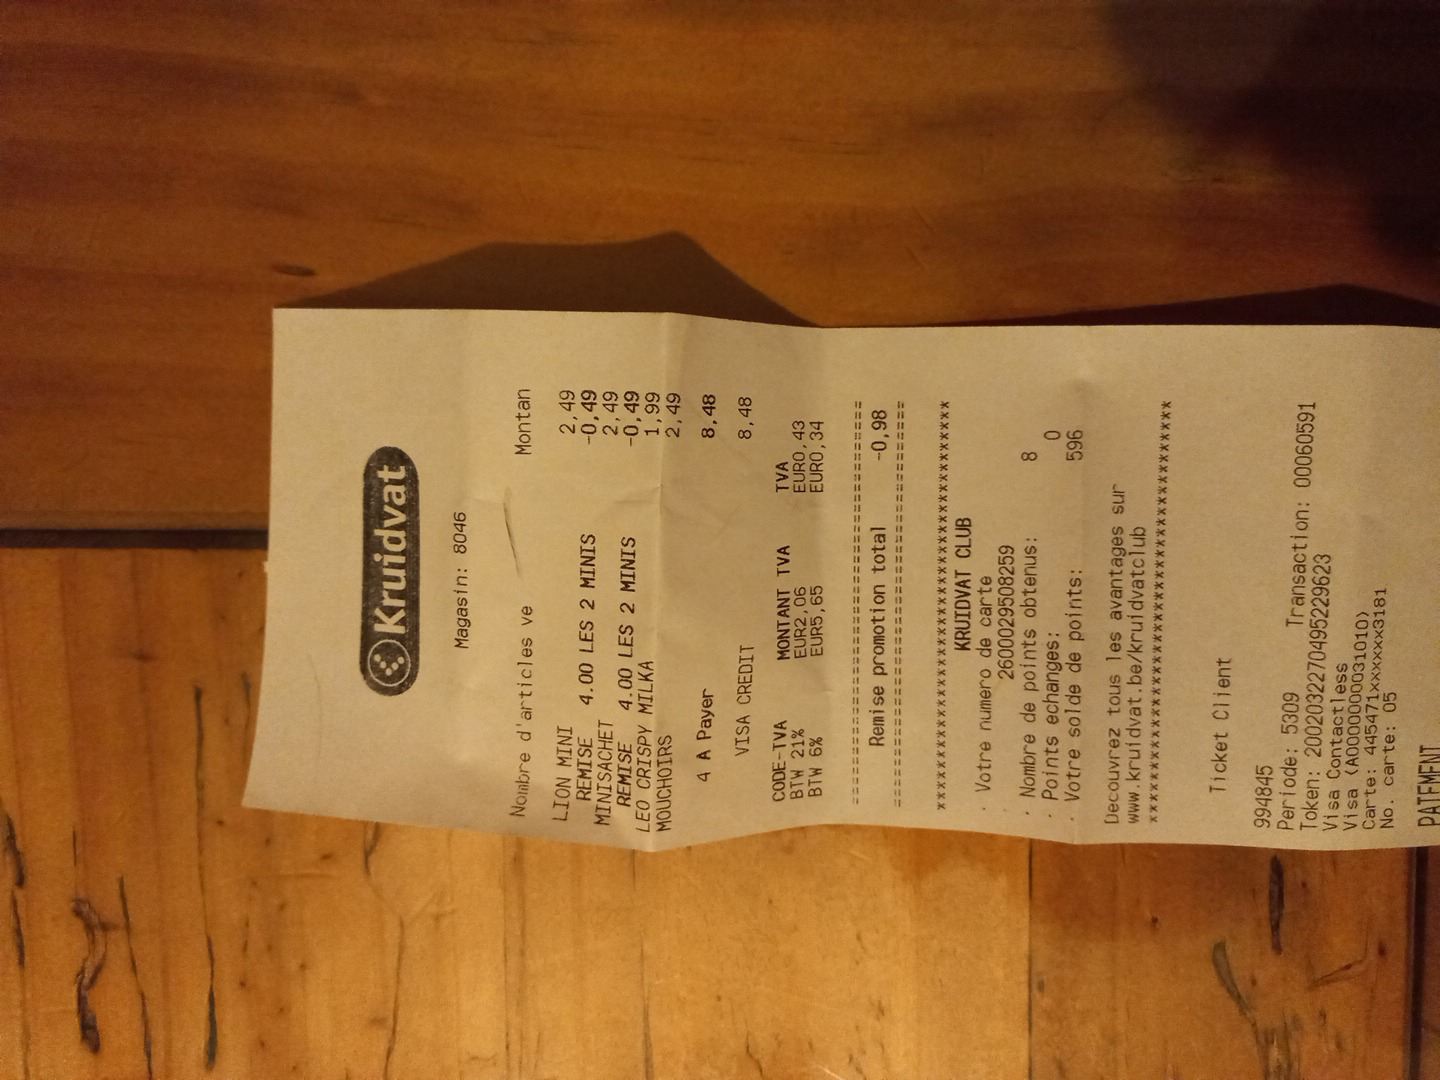 Kruidvat
Magasin: 8046
Nombre d'articles ve Montan
LION MINI 2,49
REMISE 4.00 LES 2 MINIS -0,49
MINISACHET 2,49
REMISE 4.00 LES 2 MINIS -0,49
LEO CRISPY MILKA 1,99
MOUCHOIRS 2,49
4 A Payer 8,48
VISA CREDIT 8,48
CODE-TVA MONTANT TVA TVA
BTW 21% EUR2,06 EUR0,43
BTW 6% EUR5,65 EUR0,34
========================================
Remise promotion total -0,98
========================================
****************************************
KRUIDVAT CLUB
. Votre numero de carte
2600029508259
. Nombre de points obtenus: 8
. Points echanges: 0
. Votre solde de points: 596
Decouvrez tous les avantages sur
www.kruidvat.be/kruidvatclub
****************************************
Ticket Client
994845
Periode: 5309 Transaction: 00060591
Token: 2002032270495229623
Visa Contactless
Visa (A0000000031010)
Carte: 445471xxxxxx3181
No. carte: 05
PAIEMENT